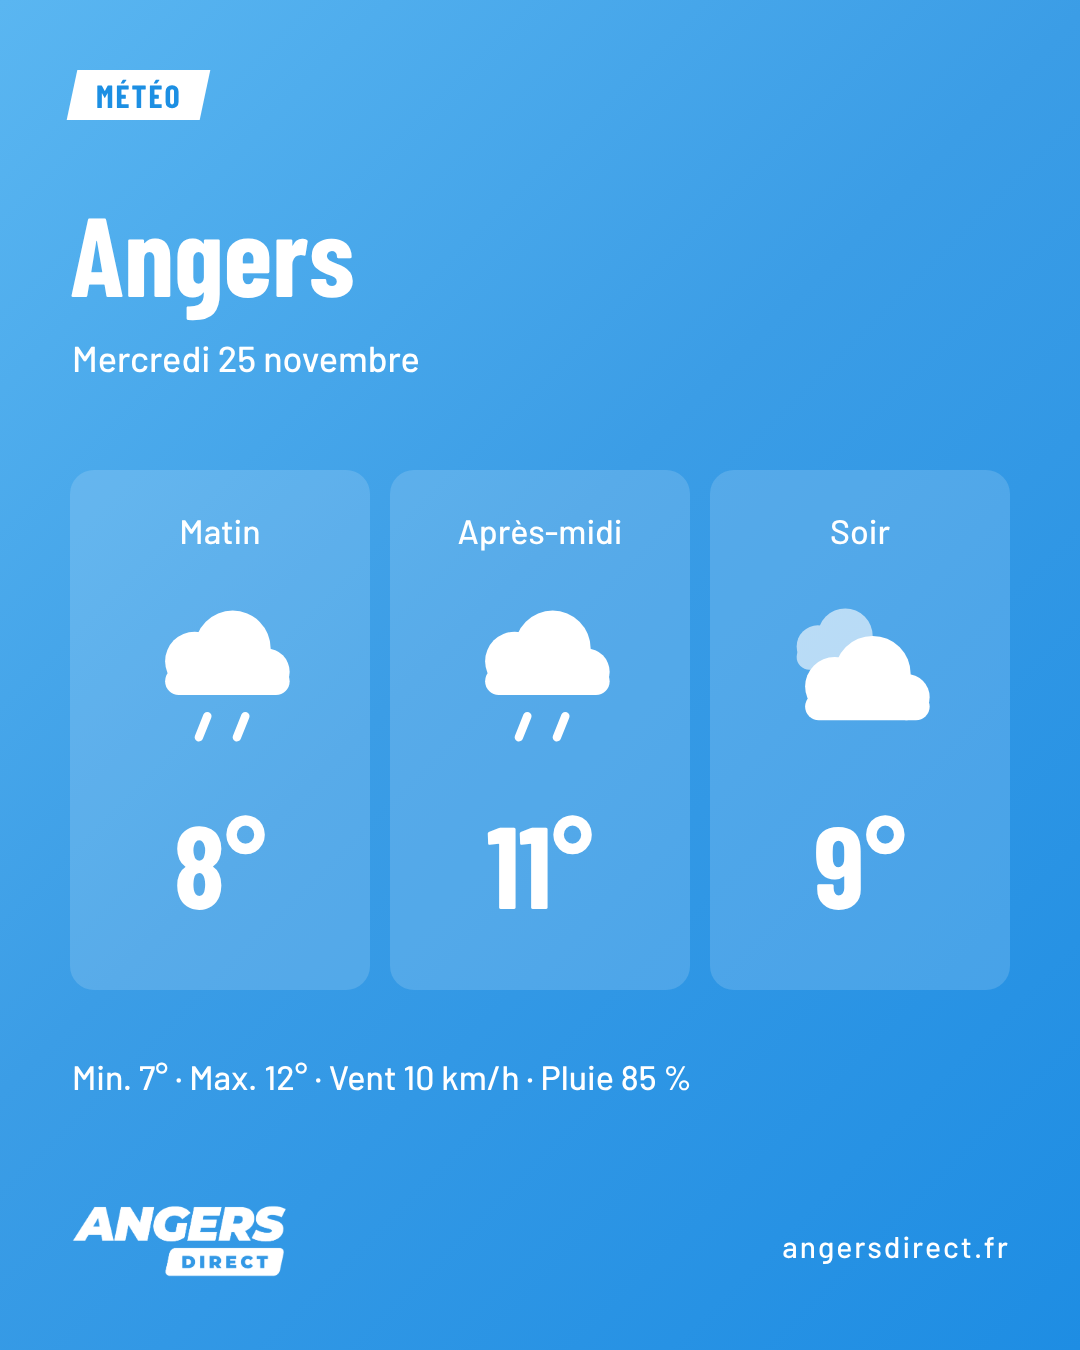 MÉTÉO
Angers
Mercredi 25 novembre
Matin
8°
Après-midi
11°
Soir
9°
Min. 7° · Max. 12° · Vent 10 km/h · Pluie 85 %
ANGERS
DIRECT
angersdirect.fr